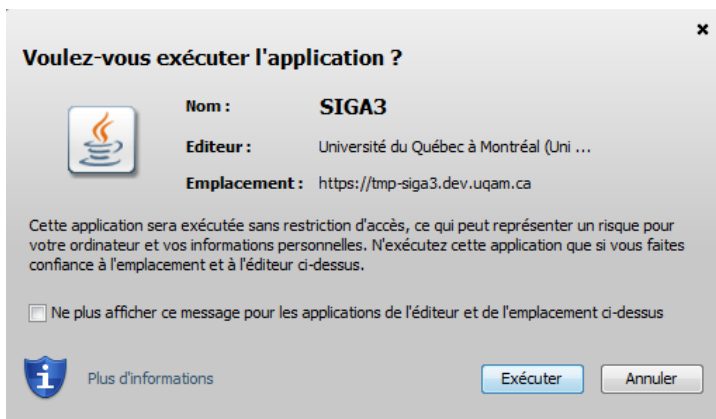 Voulez-vous exécuter l'application ?
Nom : SIGA3
Editeur : Université du Québec à Montréal (Uni ...
Emplacement : https://tmp-siga3.dev.uqam.ca
Cette application sera exécutée sans restriction d'accès, ce qui peut représenter un risque pour
votre ordinateur et vos informations personnelles. N'exécutez cette application que si vous faites
confiance à l'emplacement et à l'éditeur ci-dessus.
Ne plus afficher ce message pour les applications de l'éditeur et de l'emplacement ci-dessus
Plus d'informations Exécuter Annuler